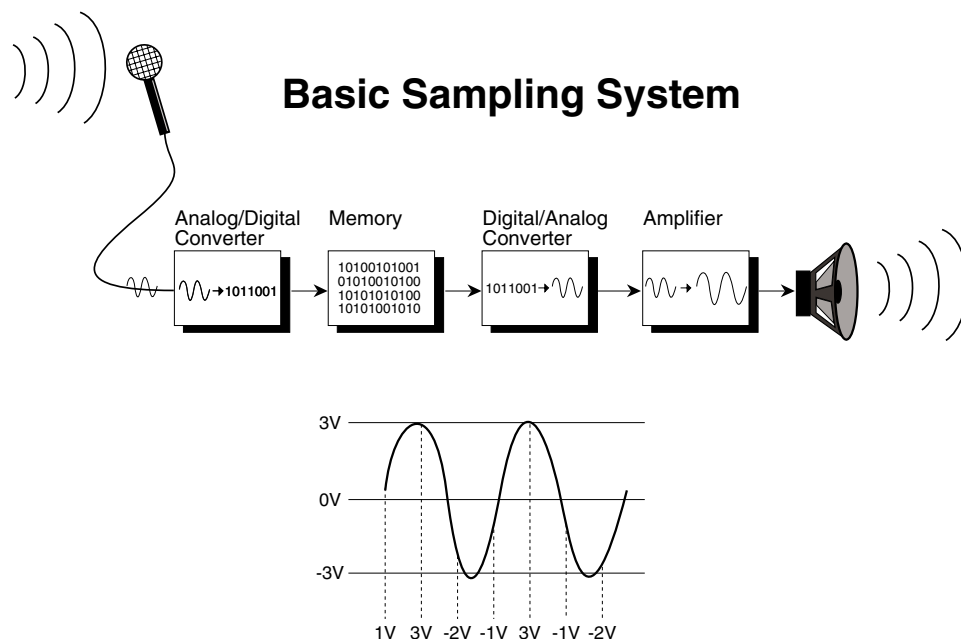 Basic Sampling System
Analog/Digital
Converter
Memory
Digital/Analog
Converter
Amplifier
1011001
10100101001
01010010100
10101010100
10101001010
1011001
3V
0V
-3V
1V 3V -2V -1V 3V -1V -2V